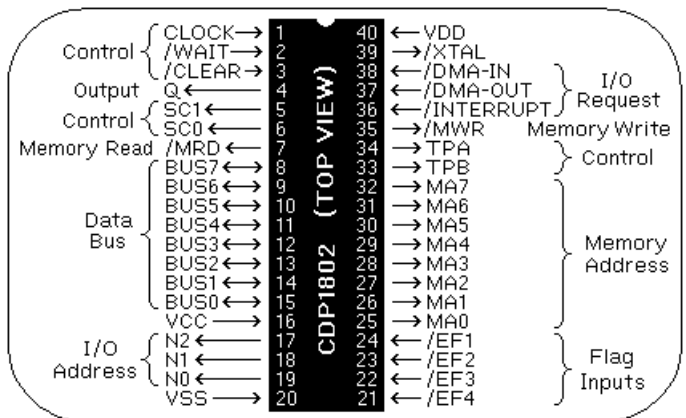 CLOCK→ 1 40 ←VDD
Control /WAIT→ 2 39 →/XTAL
/CLEAR→ 3 38 ←/DMA-IN I/O
Output Q← 4 37 ←/DMA-OUT Request
Control SC1← 5 36 ←/INTERRUPT
SC0← 6 35 →/MWR Memory Write
Memory Read /MRD← 7 34 →TPA Control
BUS7↔ 8 33 →TPB
BUS6↔ 9 32 →MA7
BUS5↔ 10 31 →MA6
Data BUS4↔ 11 30 →MA5
Bus BUS3↔ 12 29 →MA4 Memory
BUS2↔ 13 28 →MA3 Address
BUS1↔ 14 27 →MA2
BUS0↔ 15 26 →MA1
VCC→ 16 25 →MA0
I/O N2← 17 24 ←/EF1
Address N1← 18 23 ←/EF2 Flag
N0← 19 22 ←/EF3 Inputs
VSS→ 20 21 ←/EF4
CDP1802 (TOP VIEW)